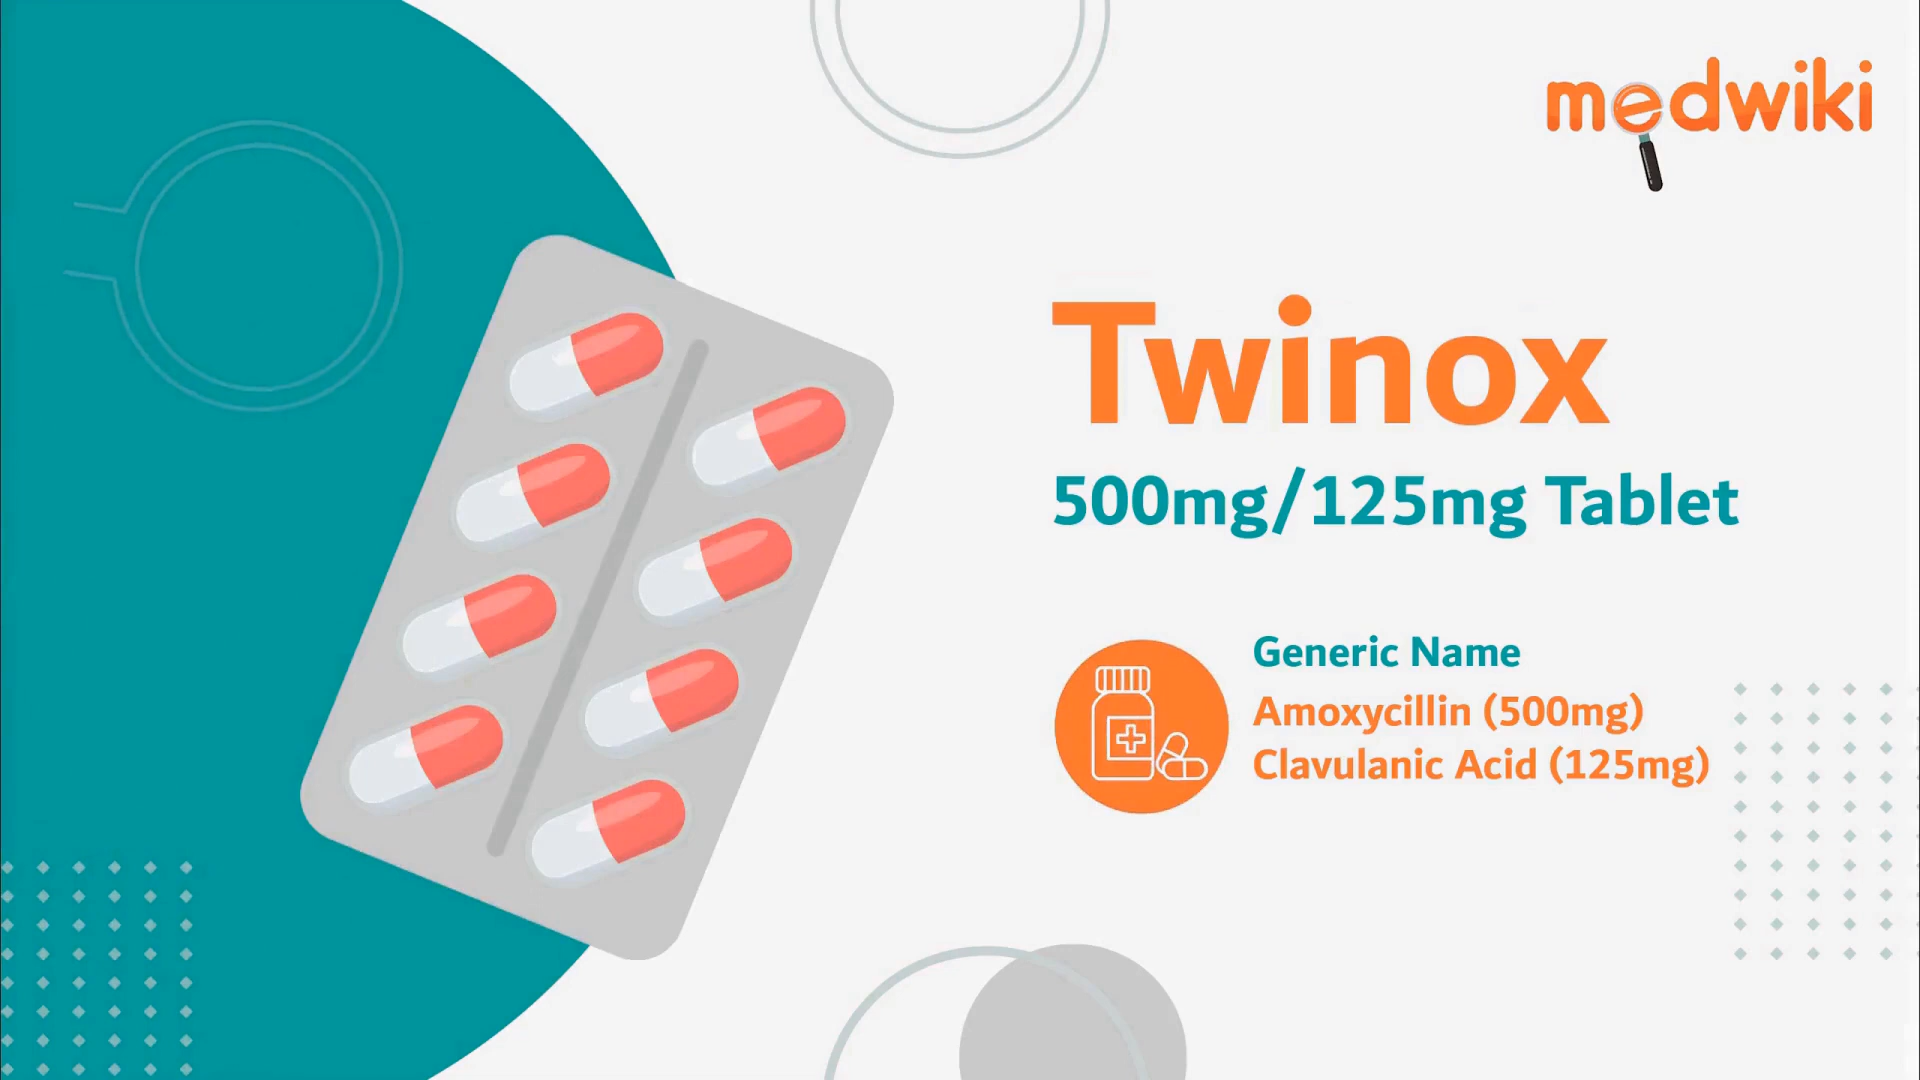 medwiki
Twinox
500mg/125mg Tablet
Generic Name
Amoxycillin (500mg)
Clavulanic Acid (125mg)